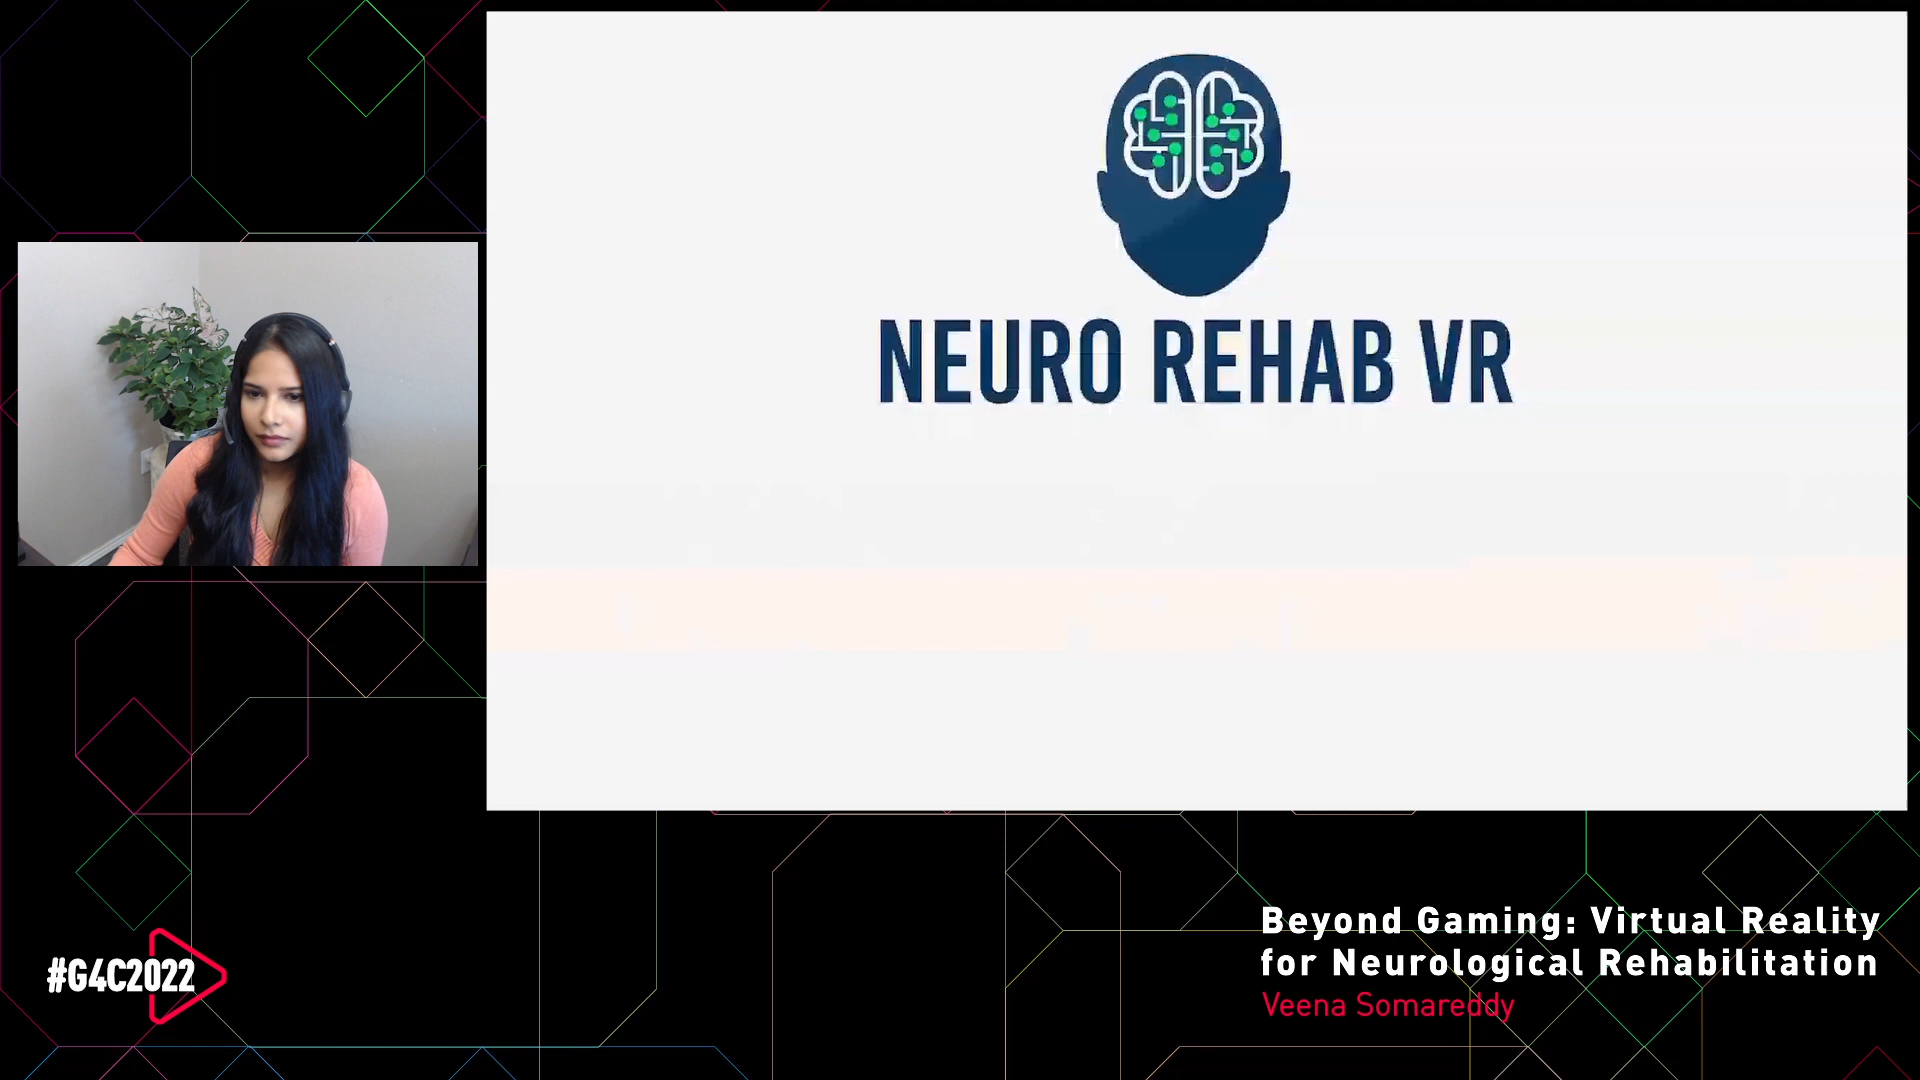 NEURO REHAB VR
#G4C2022
Beyond Gaming: Virtual Reality
for Neurological Rehabilitation
Veena Somareddy